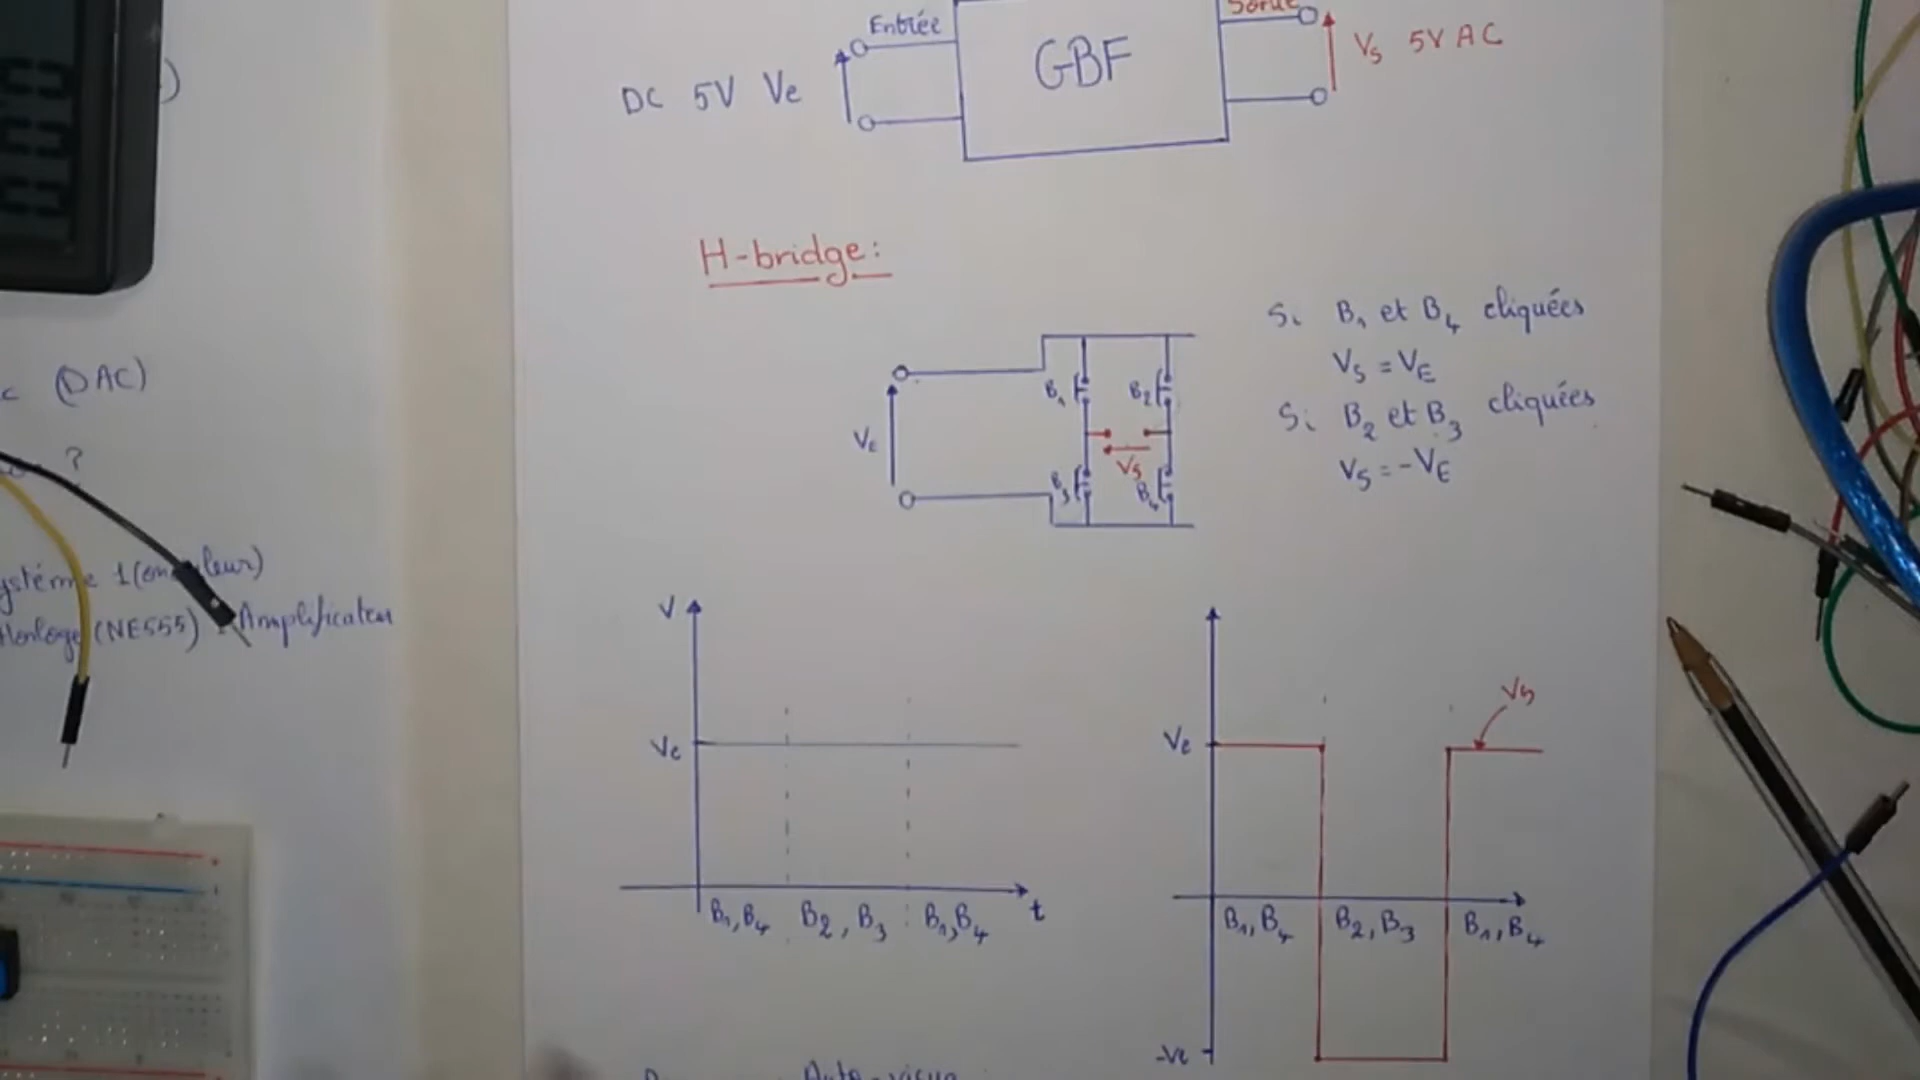 Entrée
Sortie
GBF
DC 5V Ve
Vs 5V AC
H-bridge:
Si B1 et B4 cliquées
Vs = VE
Si B2 et B3 cliquées
Vs = -VE
B1
B2
Ve
Vs
B3
B4
c (DAC)
?
Amplificateur
(NE555)
V
Ve
B1, B4
B2, B3
B1, B4
t
Vs
Ve
B1, B4
B2, B3
B1, B4
-Ve